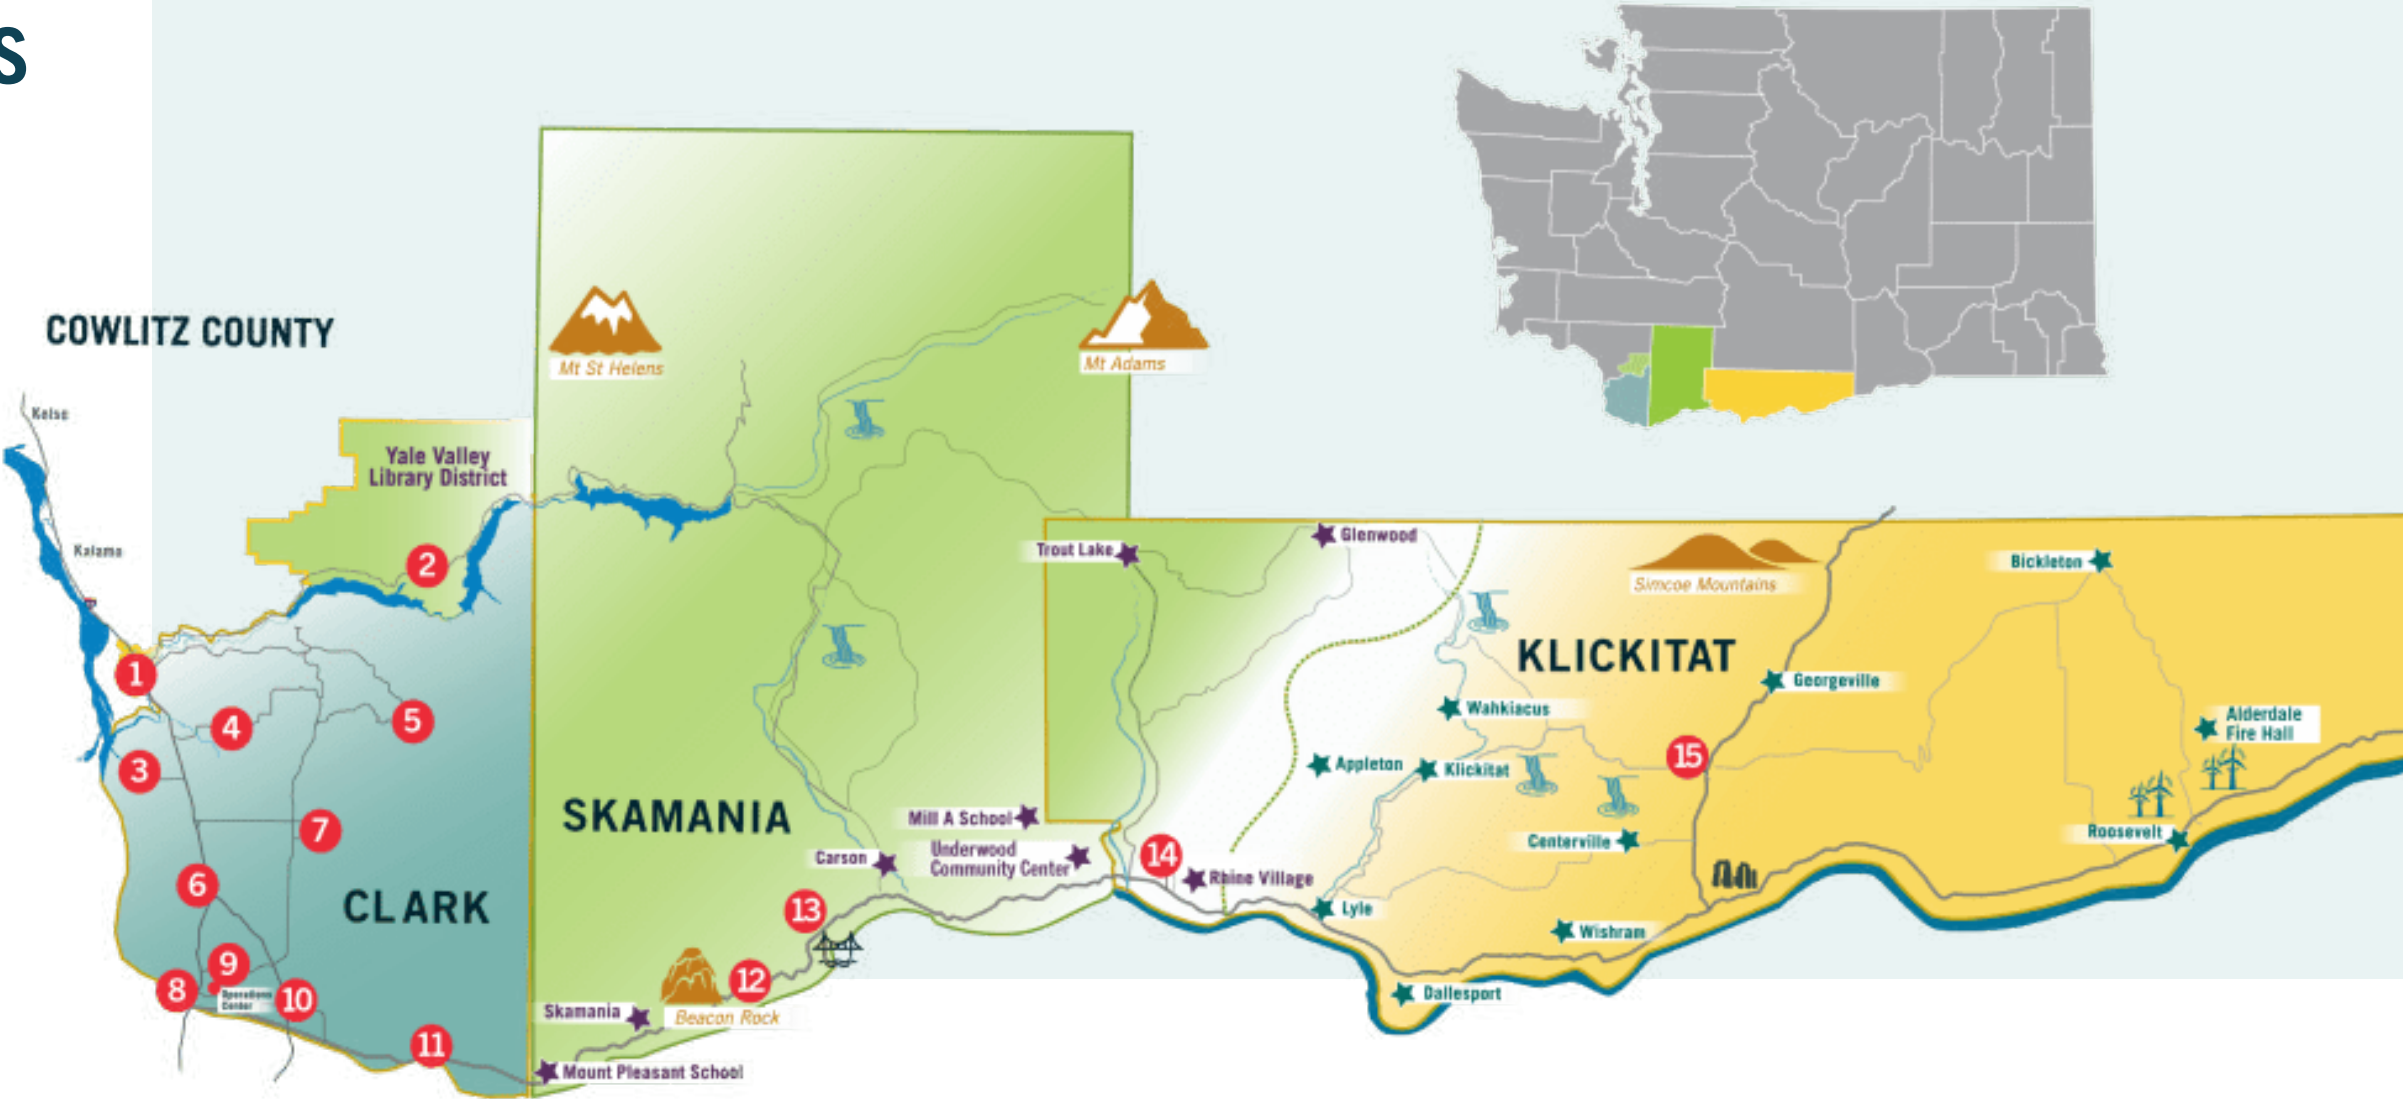 S
COWLITZ COUNTY
Kelso
Kalama
Yale Valley
Library District
Mt St Helens
Mt Adams
Trout Lake
Glenwood
Simcoe Mountains
Bickleton
KLICKITAT
Georgeville
Wahkiacus
Alderdale
Fire Hall
Appleton
Klickitat
Centerville
Roosevelt
SKAMANIA
Mill A School
Underwood
Community Center
Carson
Rhine Village
Lyle
Wishram
Dallesport
CLARK
Operations
Center
Skamania
Beacon Rock
Mount Pleasant School
1
2
3
4
5
6
7
8
9
10
11
12
13
14
15